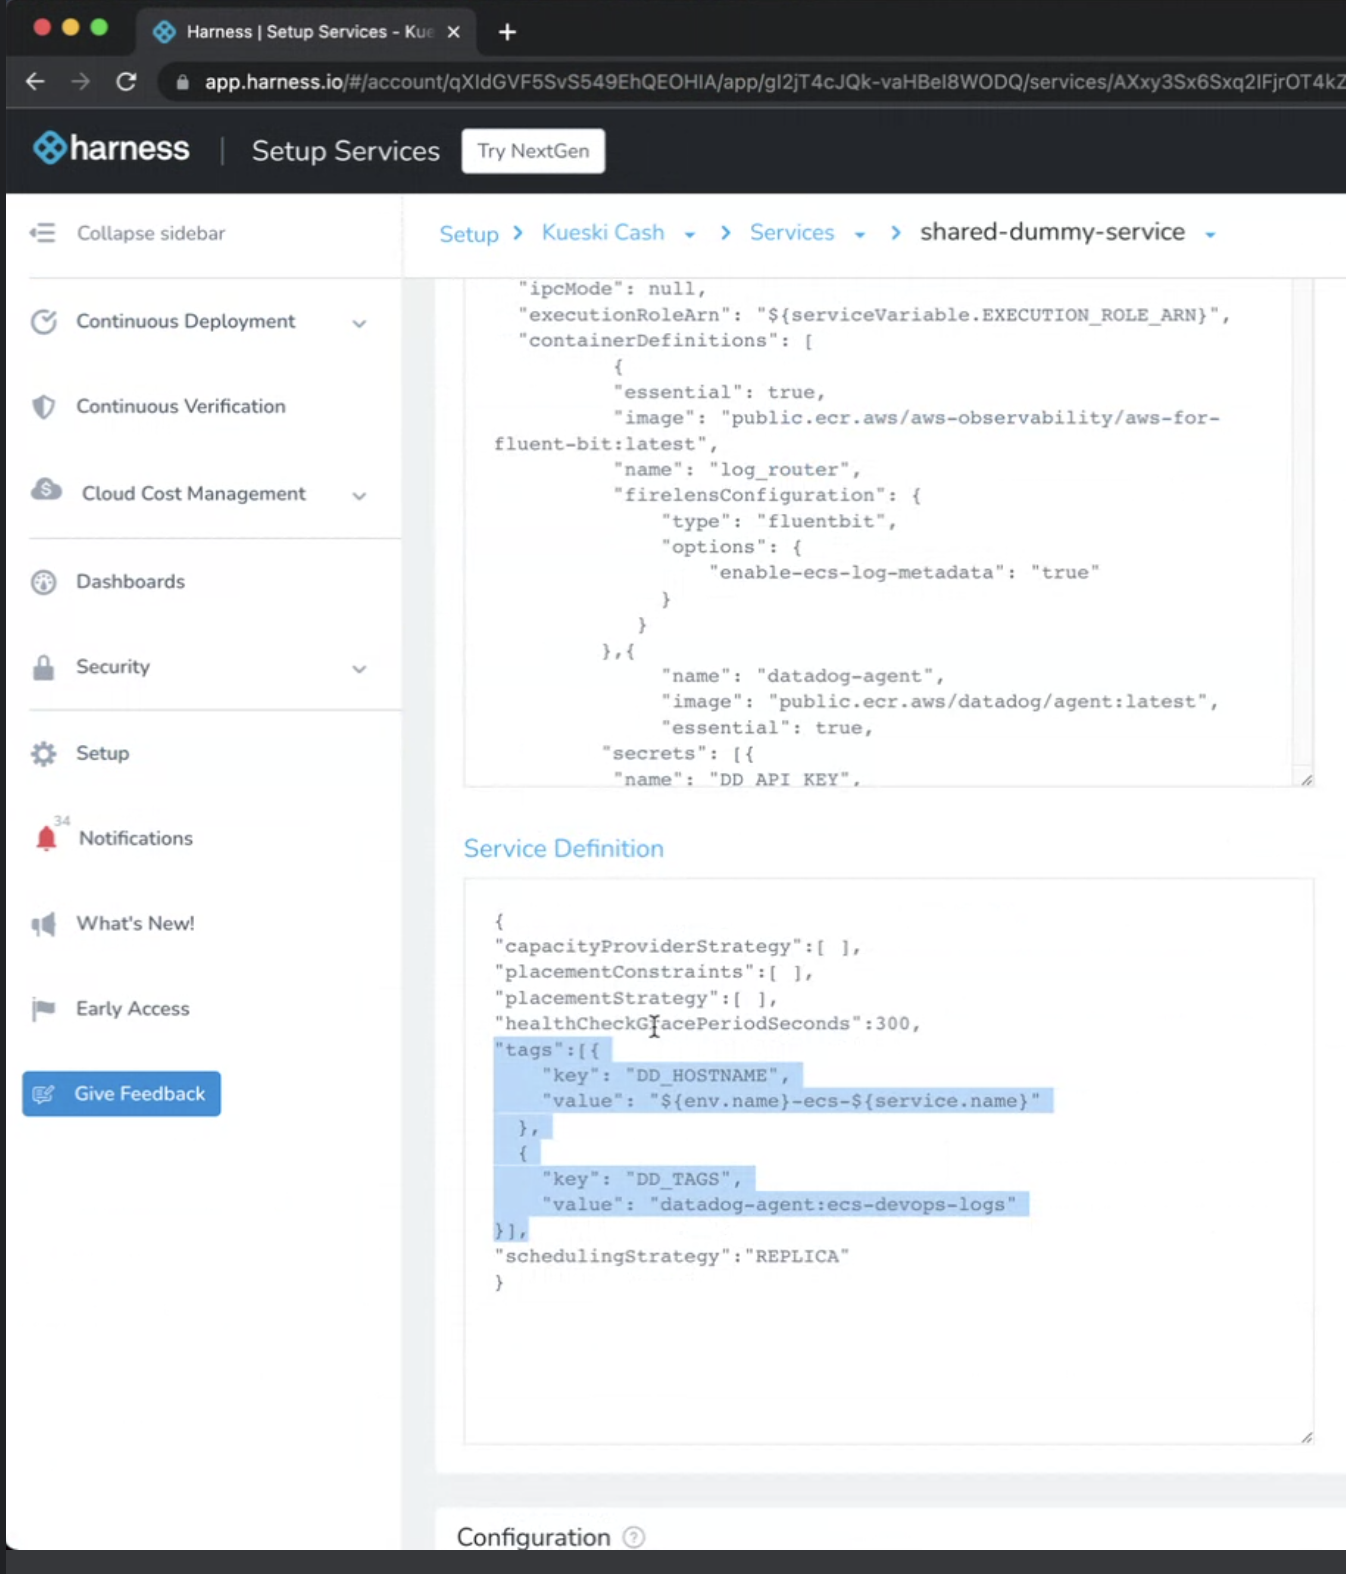 Harness | Setup Services - Kue
app.harness.io/#/account/qXIdGVF5SvS549EhQEOHIA/app/gI2jT4cJQk-vaHBeI8WODQ/services/AXxy3Sx6Sxq2IFjrOT4kZ
harness | Setup Services Try NextGen
Collapse sidebar
Continuous Deployment
Continuous Verification
Cloud Cost Management
Dashboards
Security
Setup
34
Notifications
What's New!
Early Access
Give Feedback
Setup > Kueski Cash > Services > shared-dummy-service
"ipcMode": null,
"executionRoleArn": "${serviceVariable.EXECUTION_ROLE_ARN}",
"containerDefinitions": [
{
"essential": true,
"image": "public.ecr.aws/aws-observability/aws-for-
fluent-bit:latest",
"name": "log_router",
"firelensConfiguration": {
"type": "fluentbit",
"options": {
"enable-ecs-log-metadata": "true"
}
}
},{
"name": "datadog-agent",
"image": "public.ecr.aws/datadog/agent:latest",
"essential": true,
"secrets": [{
"name": "DD_API_KEY",
Service Definition
{
"capacityProviderStrategy":[ ],
"placementConstraints":[ ],
"placementStrategy":[ ],
"healthCheckGracePeriodSeconds":300,
"tags":[{
"key": "DD_HOSTNAME",
"value": "${env.name}-ecs-${service.name}"
},
{
"key": "DD_TAGS",
"value": "datadog-agent:ecs-devops-logs"
}],
"schedulingStrategy":"REPLICA"
}
Configuration